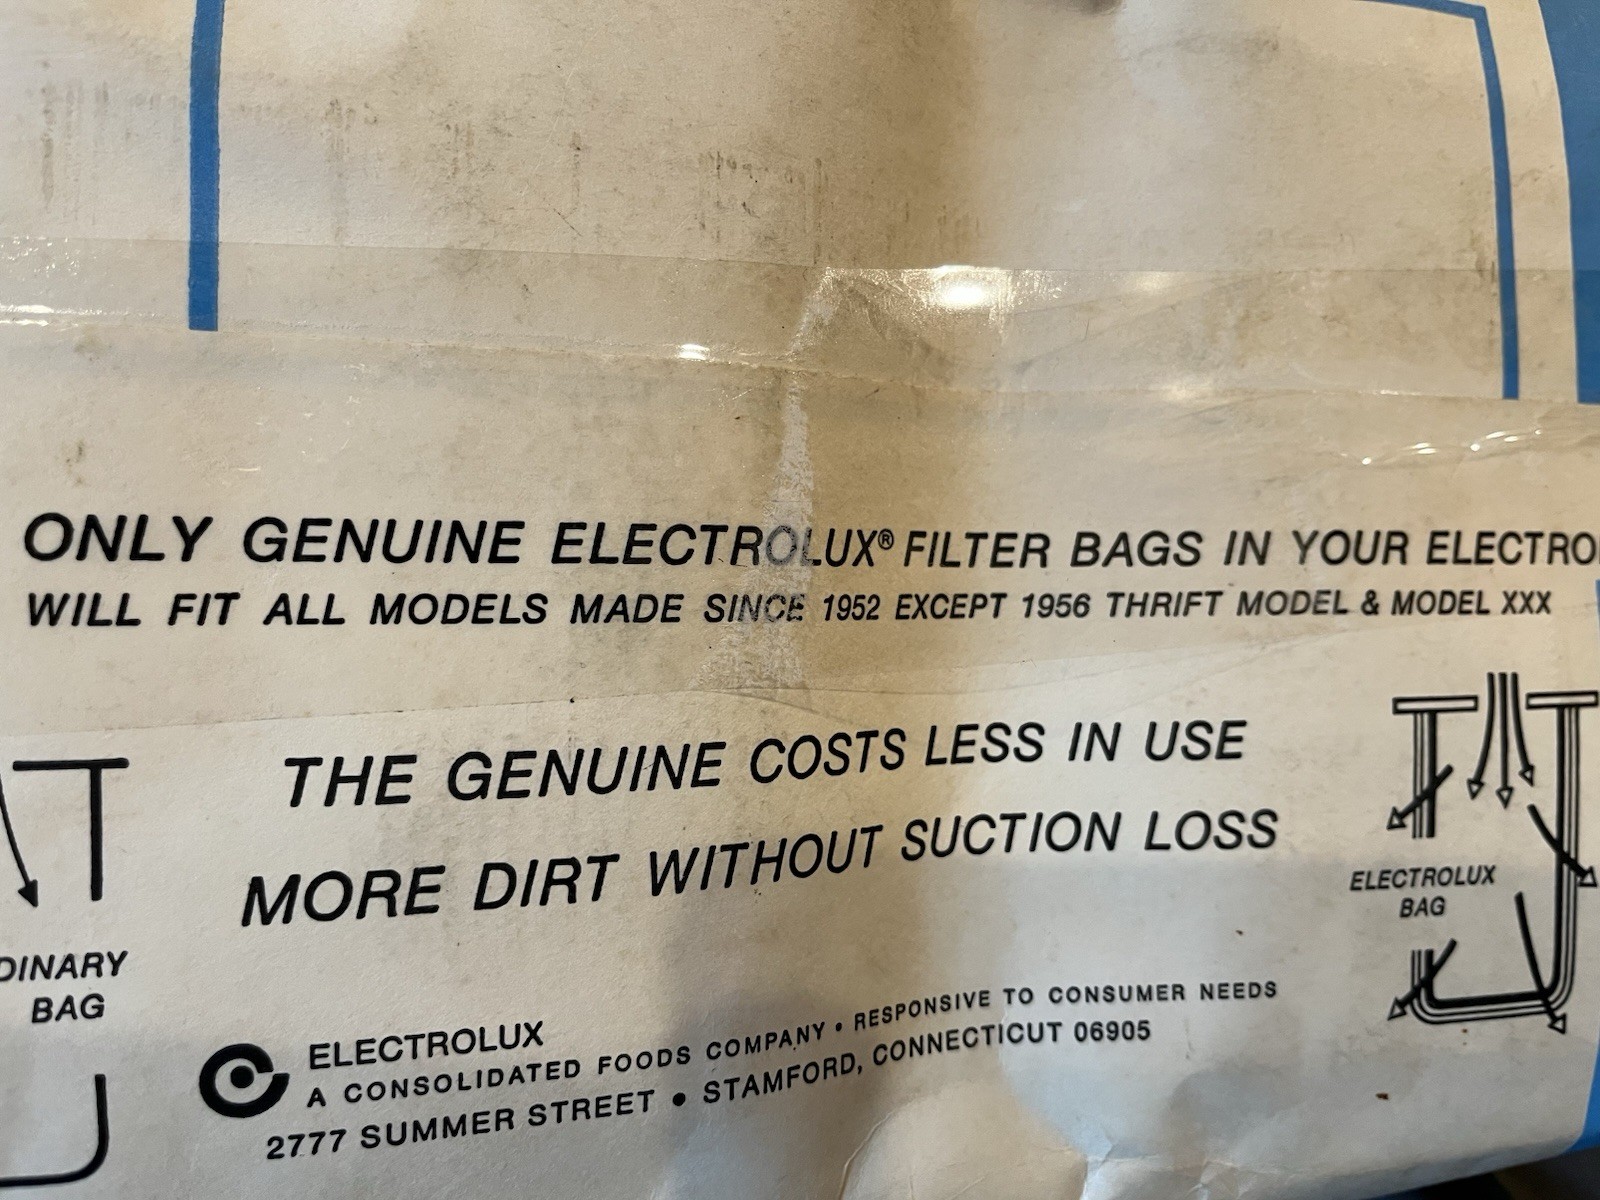 ONLY GENUINE ELECTROLUX® FILTER BAGS IN YOUR ELECTRO
WILL FIT ALL MODELS MADE SINCE 1952 EXCEPT 1956 THRIFT MODEL & MODEL XXX
THE GENUINE COSTS LESS IN USE
MORE DIRT WITHOUT SUCTION LOSS
DINARY
BAG
ELECTROLUX
BAG
ELECTROLUX
A CONSOLIDATED FOODS COMPANY • RESPONSIVE TO CONSUMER NEEDS
2777 SUMMER STREET • STAMFORD, CONNECTICUT 06905